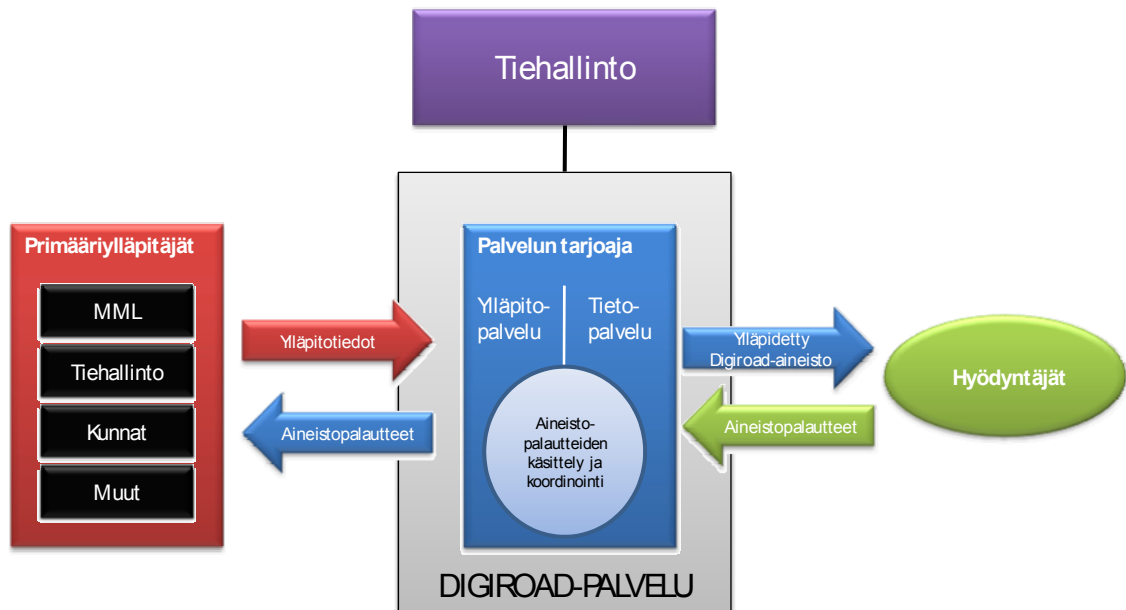 Tiehallinto
Primääriylläpitäjät
MML
Tiehallinto
Kunnat
Muut
Ylläpitotiedot
Aineistopalautteet
Palvelun tarjoaja
Ylläpito-
palvelu
Tieto-
palvelu
Aineisto-
palautteiden
käsittely ja
koordinointi
DIGIROAD-PALVELU
Ylläpidetty
Digiroad-aineisto
Aineistopalautteet
Hyödyntäjät